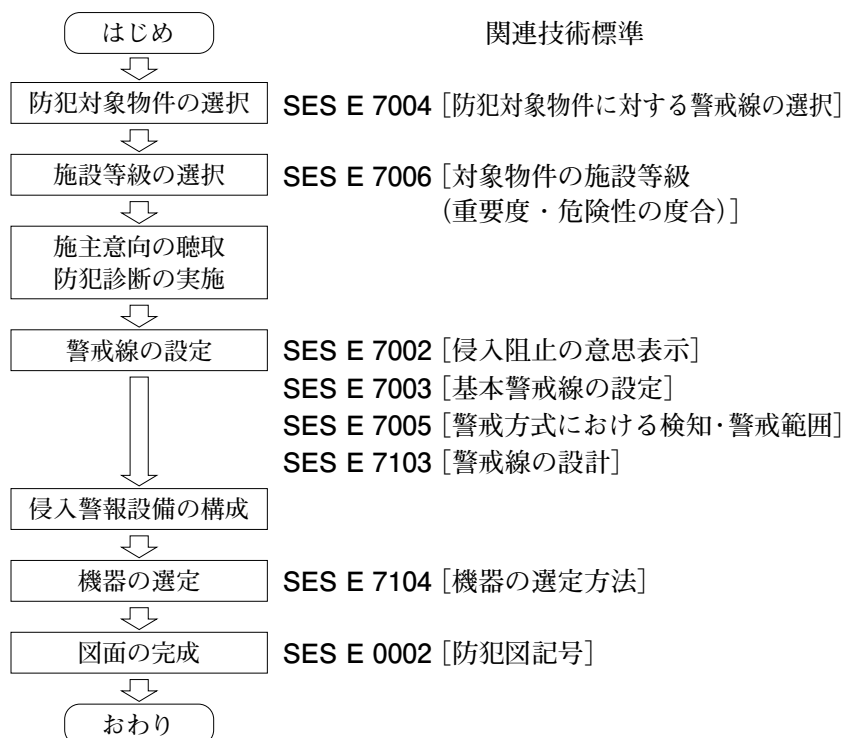 はじめ
関連技術標準
防犯対象物件の選択
SES E 7004［防犯対象物件に対する警戒線の選択］
施設等級の選択
SES E 7006［対象物件の施設等級
（重要度・危険性の度合）］
施主意向の聴取
防犯診断の実施
警戒線の設定
SES E 7002［侵入阻止の意思表示］
SES E 7003［基本警戒線の設定］
SES E 7005［警戒方式における検知・警戒範囲］
SES E 7103［警戒線の設計］
侵入警報設備の構成
機器の選定
SES E 7104［機器の選定方法］
図面の完成
SES E 0002［防犯図記号］
おわり